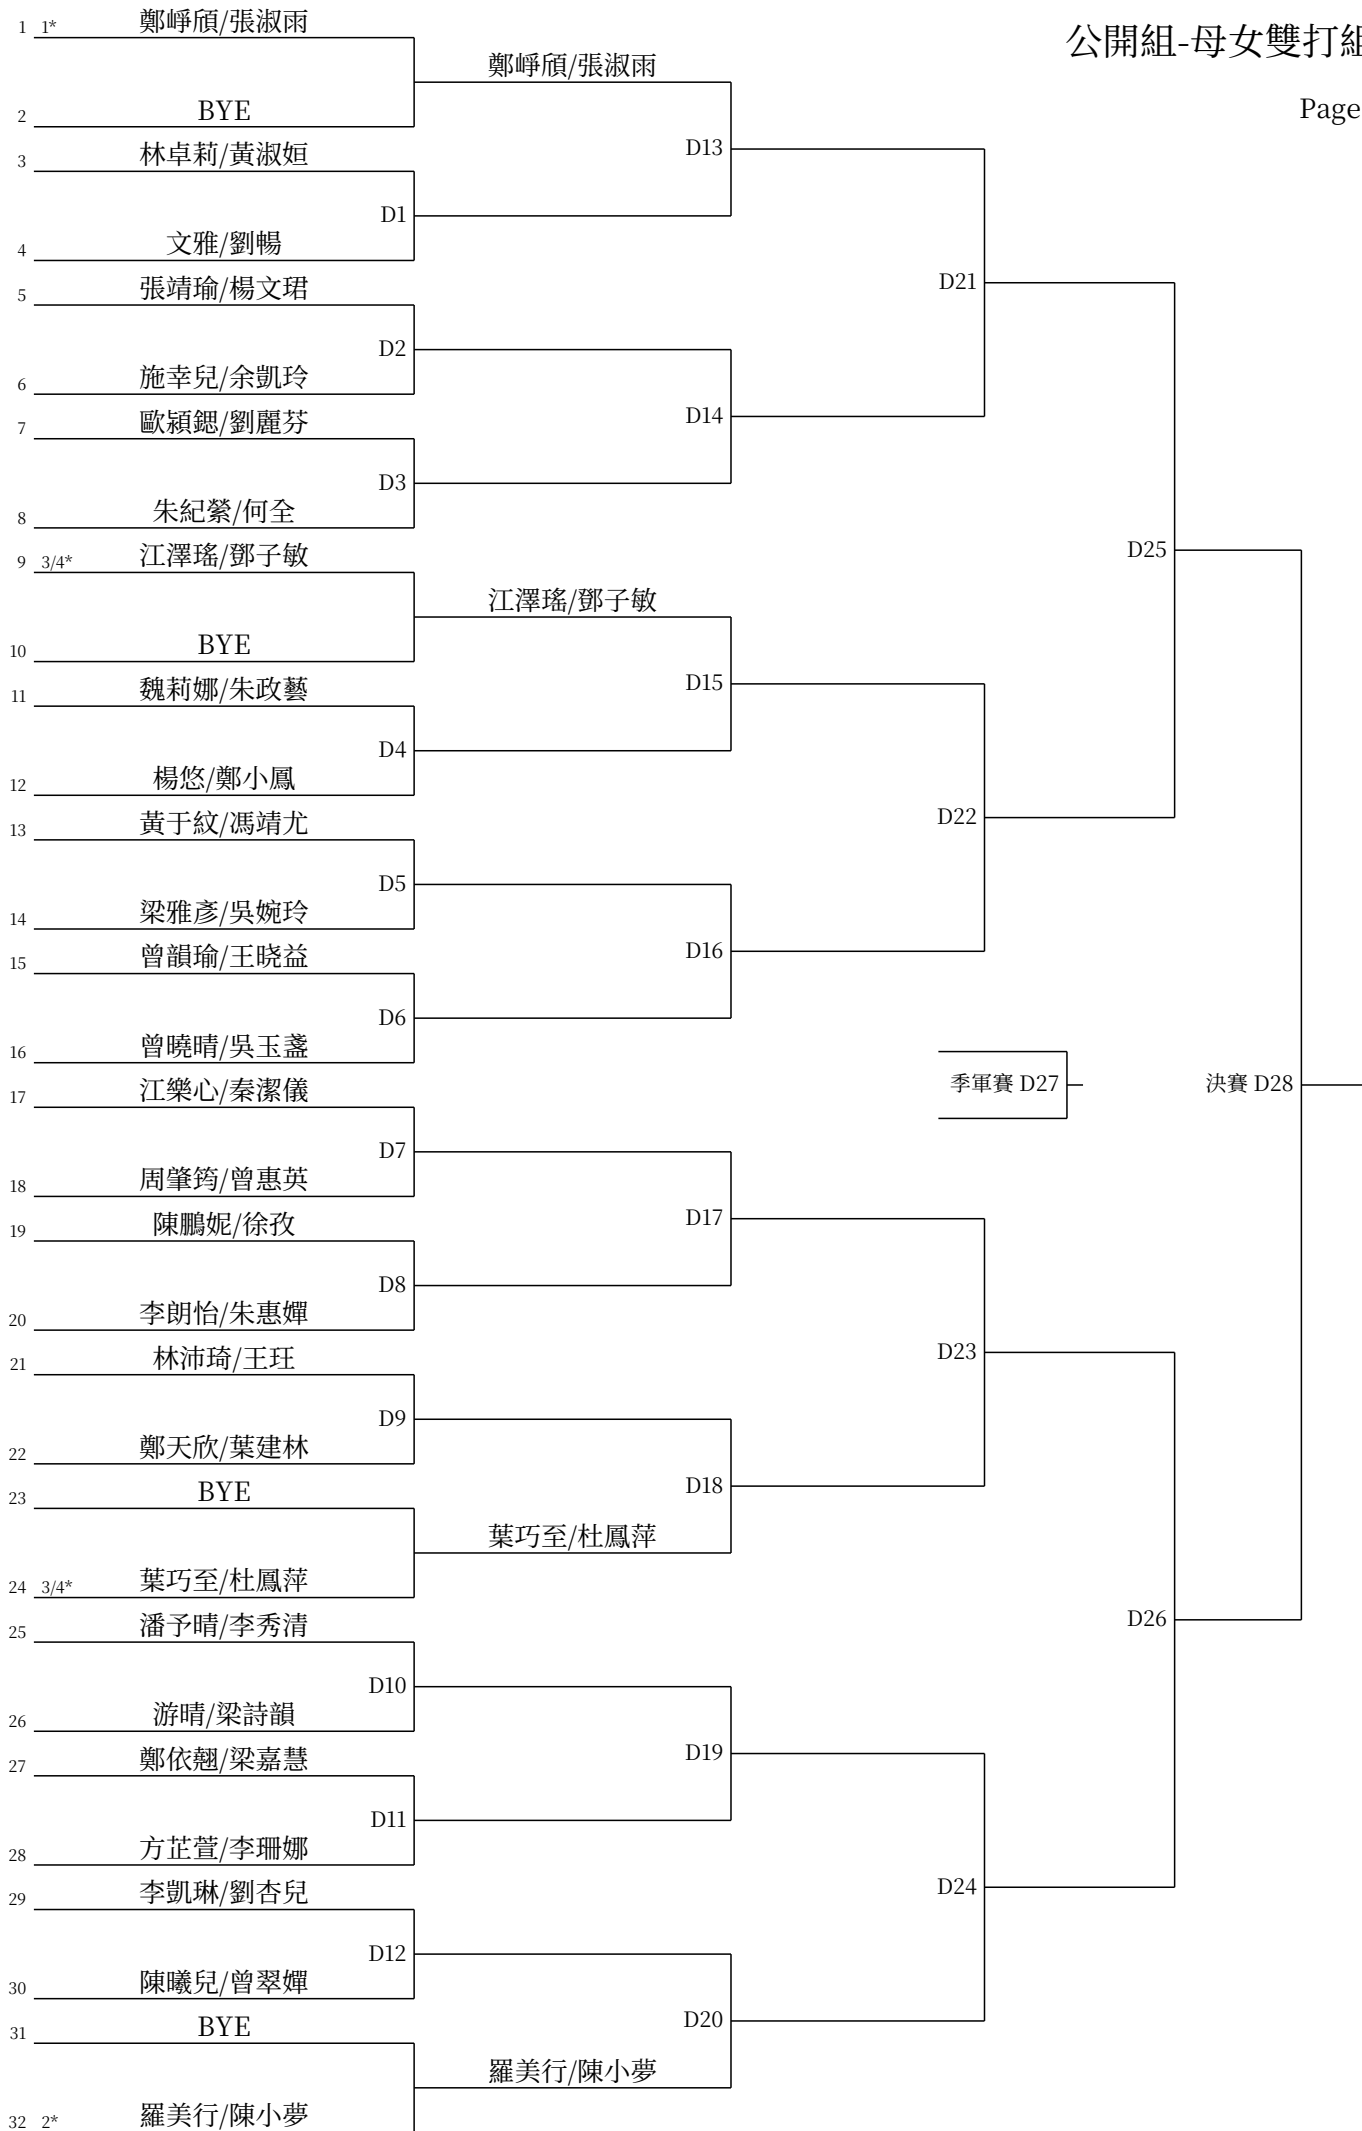 公開組-母女雙打組
Page
1 1* 鄭崢頎/張淑雨
鄭崢頎/張淑雨
2 BYE
D13
3 林卓莉/黃淑姮
D1
4 文雅/劉暢
D21
5 張靖瑜/楊文珺
D2
6 施幸兒/余凱玲
D14
7 歐潁鍶/劉麗芬
D3
8 朱紀縈/何全
D25
9 3/4* 江澤瑤/鄧子敏
江澤瑤/鄧子敏
10 BYE
D15
11 魏莉娜/朱政藝
D4
12 楊悠/鄭小鳳
D22
13 黃于紋/馮靖尤
D5
14 梁雅彥/吳婉玲
D16
15 曾韻瑜/王晓益
D6
16 曾曉晴/吳玉盞
季軍賽 D27
決賽 D28
17 江樂心/秦潔儀
D7
18 周肇筠/曾惠英
D17
19 陳鵬妮/徐孜
D8
20 李朗怡/朱惠嬋
D23
21 林沛琦/王玨
D9
22 鄭天欣/葉建林
D18
23 BYE
葉巧至/杜鳳萍
24 3/4* 葉巧至/杜鳳萍
D26
25 潘予晴/李秀清
D10
26 游晴/梁詩韻
D19
27 鄭依翹/梁嘉慧
D11
28 方芷萱/李珊娜
D24
29 李凱琳/劉杏兒
D12
30 陳曦兒/曾翠嬋
D20
31 BYE
羅美行/陳小夢
32 2* 羅美行/陳小夢